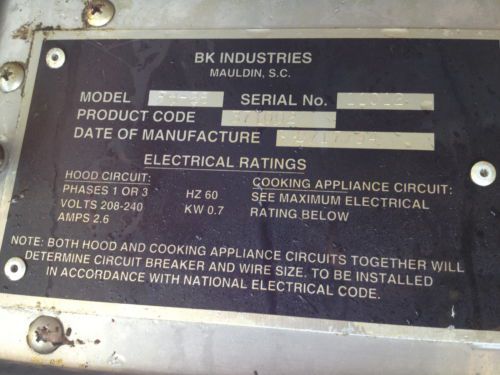 BK INDUSTRIES
MAULDIN, S.C.
MODEL SERIAL No.
PRODUCT CODE
DATE OF MANUFACTURE
ELECTRICAL RATINGS
HOOD CIRCUIT: COOKING APPLIANCE CIRCUIT:
PHASES 1 OR 3 HZ 60 SEE MAXIMUM ELECTRICAL
VOLTS 208-240 KW 0.7 RATING BELOW
AMPS 2.6
NOTE: BOTH HOOD AND COOKING APPLIANCE CIRCUITS TOGETHER WILL
DETERMINE CIRCUIT BREAKER AND WIRE SIZE. TO BE INSTALLED
IN ACCORDANCE WITH NATIONAL ELECTRICAL CODE.